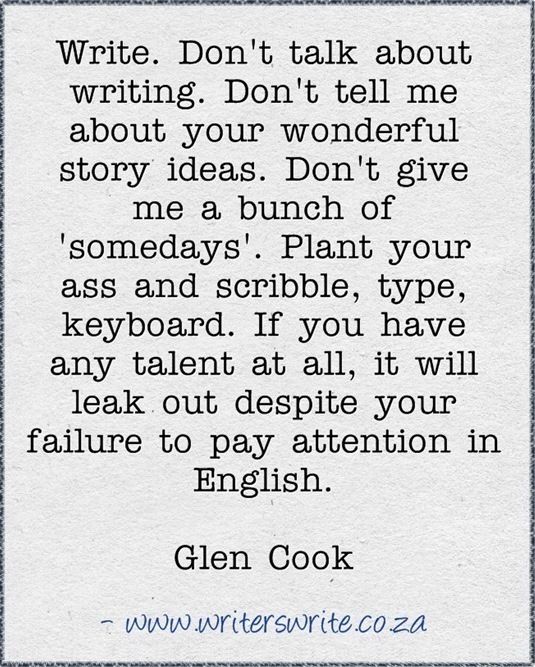 Write. Don't talk about
writing. Don't tell me
about your wonderful
story ideas. Don't give
me a bunch of
'somedays'. Plant your
ass and scribble, type,
keyboard. If you have
any talent at all, it will
leak out despite your
failure to pay attention in
English.
Glen Cook
- www.writerswrite.co.za